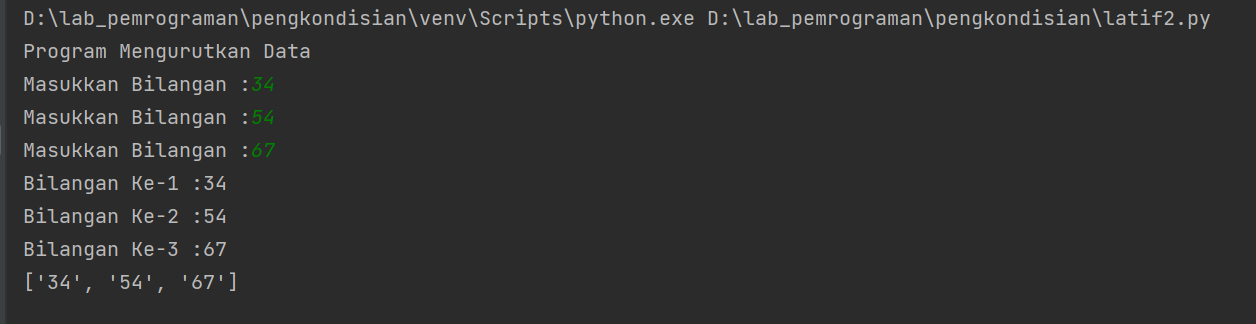 D:\lab_pemrograman\pengkondisian\venv\Scripts\python.exe D:\lab_pemrograman\pengkondisian\latif2.py
Program Mengurutkan Data
Masukkan Bilangan :34
Masukkan Bilangan :54
Masukkan Bilangan :67
Bilangan Ke-1 :34
Bilangan Ke-2 :54
Bilangan Ke-3 :67
['34', '54', '67']